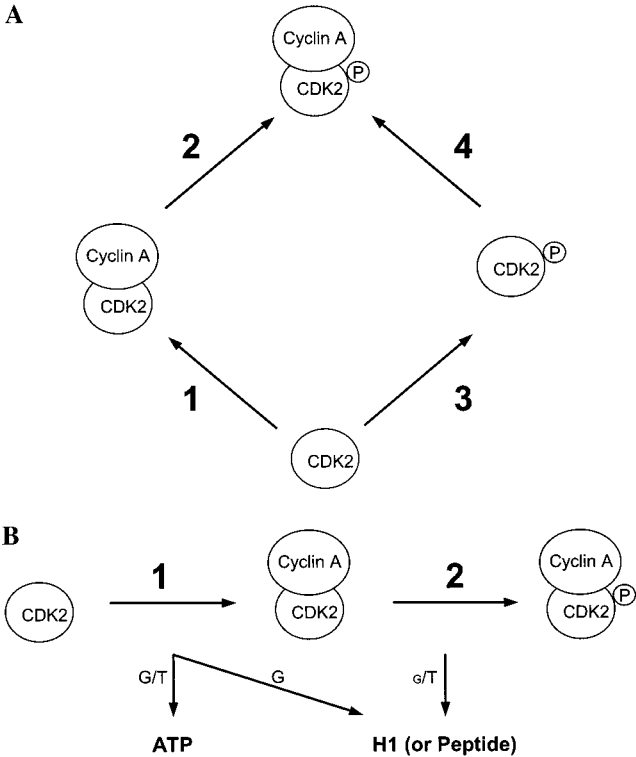 A
Cyclin A
CDK2
P
2
4
Cyclin A
CDK2
CDK2
P
1
3
CDK2
B
CDK2
1
Cyclin A
CDK2
2
Cyclin A
CDK2
P
G/T
G
G/T
ATP
H1 (or Peptide)